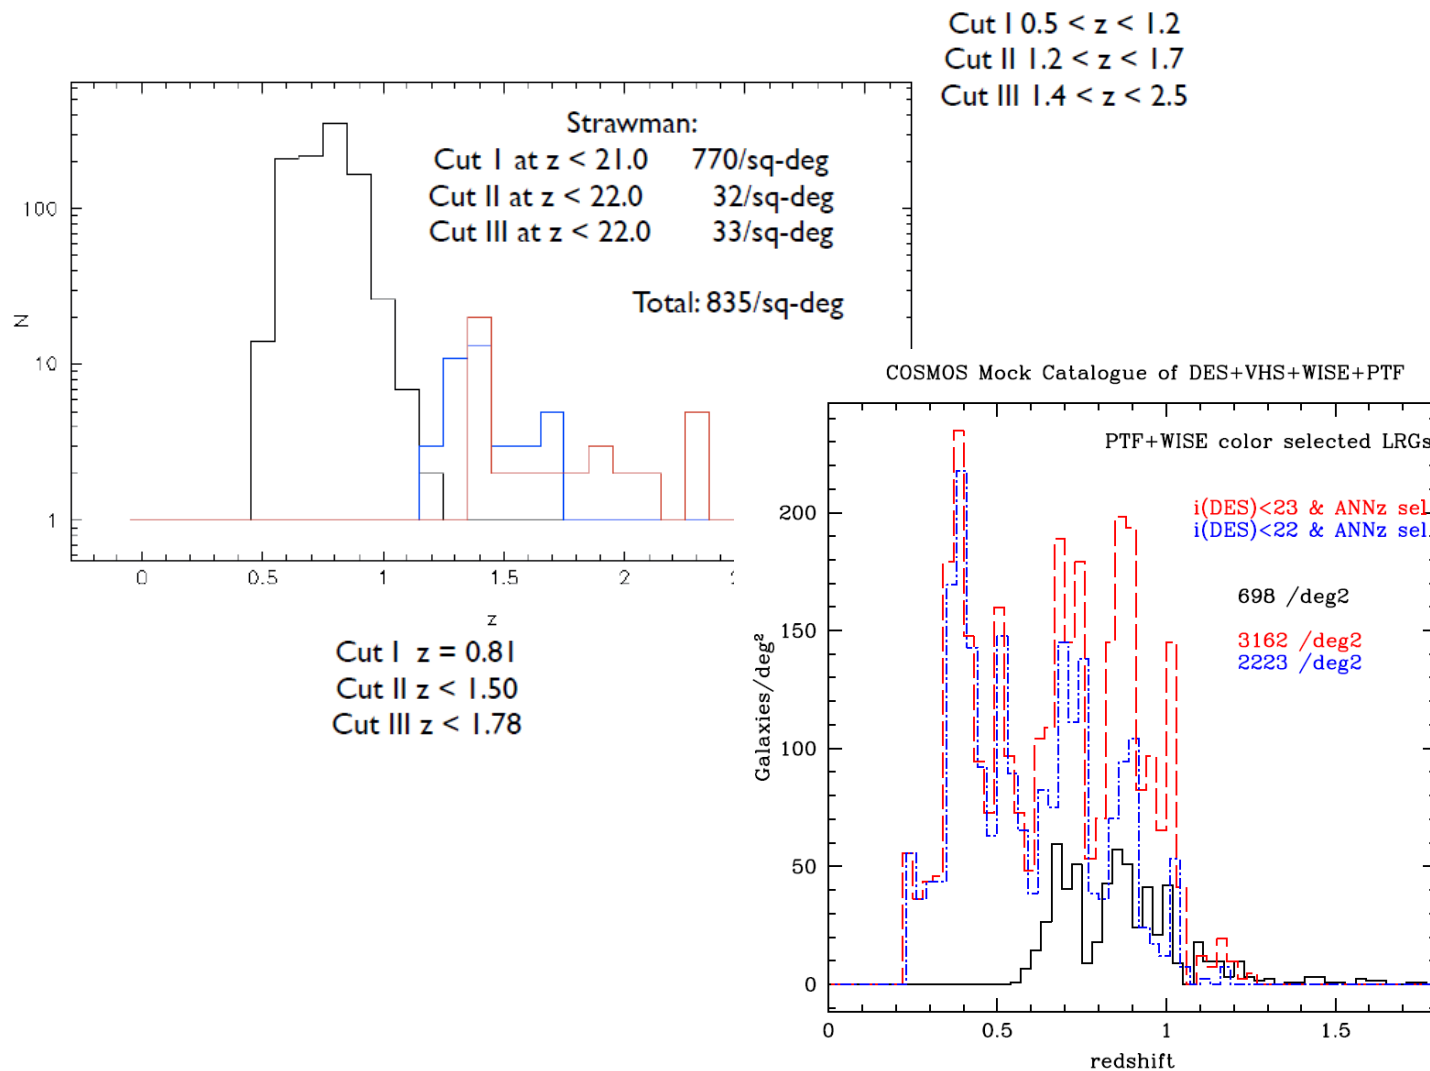 Cut I 0.5 < z < 1.2
Cut II 1.2 < z < 1.7
Cut III 1.4 < z < 2.5
Strawman:
Cut I at z < 21.0 770/sq-deg
Cut II at z < 22.0 32/sq-deg
Cut III at z < 22.0 33/sq-deg
Total: 835/sq-deg
100
10
1
N
0
0.5
1
1.5
2
z
Cut I z = 0.81
Cut II z < 1.50
Cut III z < 1.78
COSMOS Mock Catalogue of DES+VHS+WISE+PTF
PTF+WISE color selected LRGs
i(DES)<23 & ANNz sel
i(DES)<22 & ANNz sel.
698 /deg2
3162 /deg2
2223 /deg2
200
150
100
50
0
Galaxies/deg²
0
0.5
1
1.5
redshift